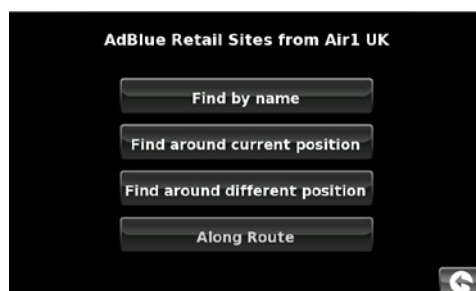 AdBlue Retail Sites from Air1 UK
Find by name
Find around current position
Find around different position
Along Route